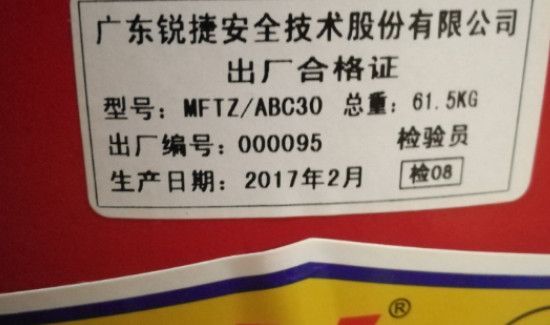 广东锐捷安全技术股份有限公司
出厂合格证
型号：MFTZ/ABC30 总重：61.5KG
出厂编号：000095 检验员
生产日期：2017年2月 检08
®